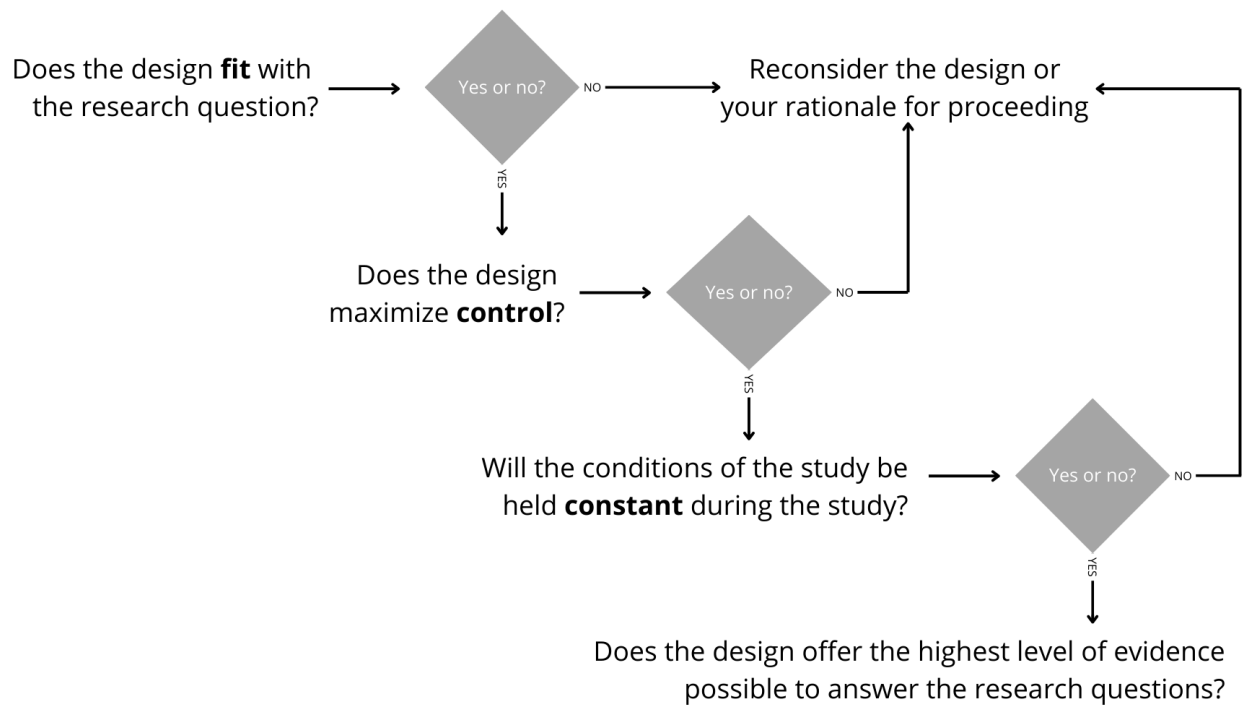 Does the design fit with
the research question?
Yes or no?
NO
Reconsider the design or
your rationale for proceeding
YES
Does the design
maximize control?
Yes or no?
NO
YES
Will the conditions of the study be
held constant during the study?
Yes or no?
NO
YES
Does the design offer the highest level of evidence
possible to answer the research questions?